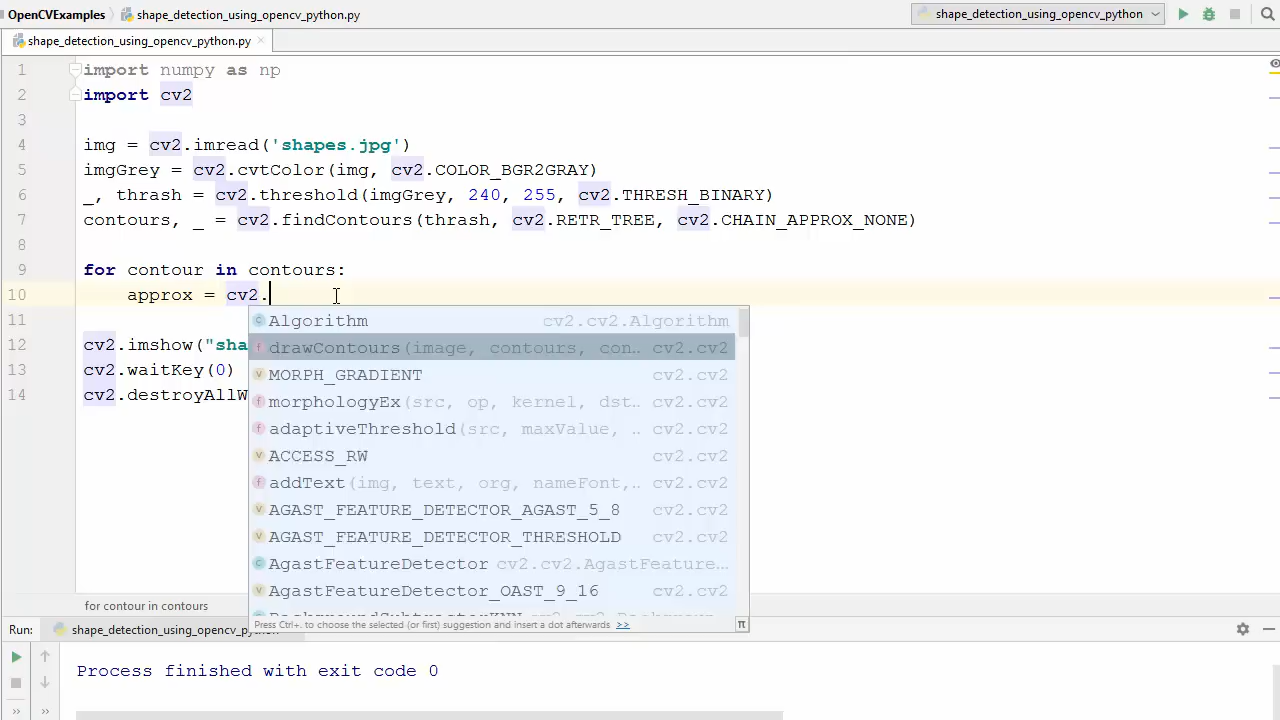 OpenCVExamples shape_detection_using_opencv_python.py shape_detection_using_opencv_python
shape_detection_using_opencv_python.py
1 import numpy as np
2 import cv2
3
4 img = cv2.imread('shapes.jpg')
5 imgGrey = cv2.cvtColor(img, cv2.COLOR_BGR2GRAY)
6 _, thrash = cv2.threshold(imgGrey, 240, 255, cv2.THRESH_BINARY)
7 contours, _ = cv2.findContours(thrash, cv2.RETR_TREE, cv2.CHAIN_APPROX_NONE)
8
9 for contour in contours:
10 approx = cv2.
11
Algorithm cv2.cv2.Algorithm
12 cv2.imshow("sha
drawContours(image, contours, con.. cv2.cv2
13 cv2.waitKey(0)
MORPH_GRADIENT cv2.cv2
14 cv2.destroyAllW
morphologyEx(src, op, kernel, dst.. cv2.cv2
adaptiveThreshold(src, maxValue, .. cv2.cv2
ACCESS_RW cv2.cv2
addText(img, text, org, nameFont,.. cv2.cv2
AGAST_FEATURE_DETECTOR_AGAST_5_8 cv2.cv2
AGAST_FEATURE_DETECTOR_THRESHOLD cv2.cv2
AgastFeatureDetector cv2.cv2.AgastFeature...
AgastFeatureDetector_OAST_9_16 cv2.cv2
for contour in contours
Press Ctrl+. to choose the selected (or first) suggestion and insert a dot afterwards >> π
Run: shape_detection_using_opencv_python
Process finished with exit code 0